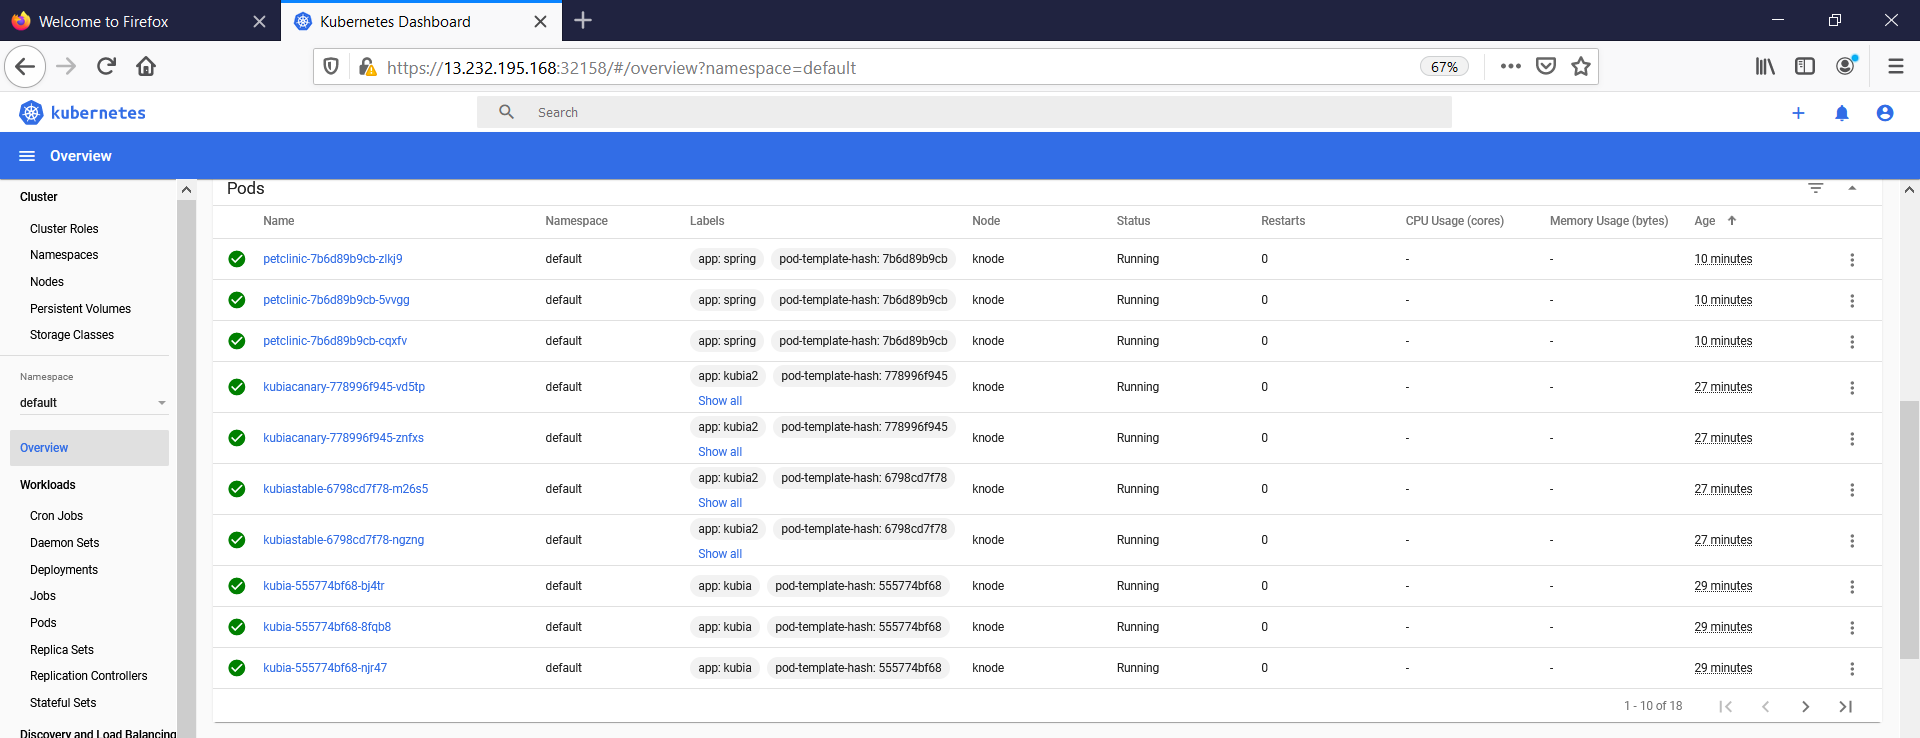 Welcome to Firefox
Kubernetes Dashboard
https://13.232.195.168:32158/#/overview?namespace=default
67%
kubernetes
Search
Overview
Cluster
Cluster Roles
Namespaces
Nodes
Persistent Volumes
Storage Classes
Namespace
default
Overview
Workloads
Cron Jobs
Daemon Sets
Deployments
Jobs
Pods
Replica Sets
Replication Controllers
Stateful Sets
Discovery and Load Balancing
Pods
Name Namespace Labels Node Status Restarts CPU Usage (cores) Memory Usage (bytes) Age
petclinic-7b6d89b9cb-zlkj9 default app: spring pod-template-hash: 7b6d89b9cb knode Running 0 - - 10 minutes
petclinic-7b6d89b9cb-5vvgg default app: spring pod-template-hash: 7b6d89b9cb knode Running 0 - - 10 minutes
petclinic-7b6d89b9cb-cqxfv default app: spring pod-template-hash: 7b6d89b9cb knode Running 0 - - 10 minutes
kubiacanary-778996f945-vd5tp default app: kubia2 pod-template-hash: 778996f945 knode Running 0 - - 27 minutes
Show all
kubiacanary-778996f945-znfxs default app: kubia2 pod-template-hash: 778996f945 knode Running 0 - - 27 minutes
Show all
kubiastable-6798cd7f78-m26s5 default app: kubia2 pod-template-hash: 6798cd7f78 knode Running 0 - - 27 minutes
Show all
kubiastable-6798cd7f78-ngzng default app: kubia2 pod-template-hash: 6798cd7f78 knode Running 0 - - 27 minutes
Show all
kubia-555774bf68-bj4tr default app: kubia pod-template-hash: 555774bf68 knode Running 0 - - 29 minutes
kubia-555774bf68-8fqb8 default app: kubia pod-template-hash: 555774bf68 knode Running 0 - - 29 minutes
kubia-555774bf68-njr47 default app: kubia pod-template-hash: 555774bf68 knode Running 0 - - 29 minutes
1 - 10 of 18